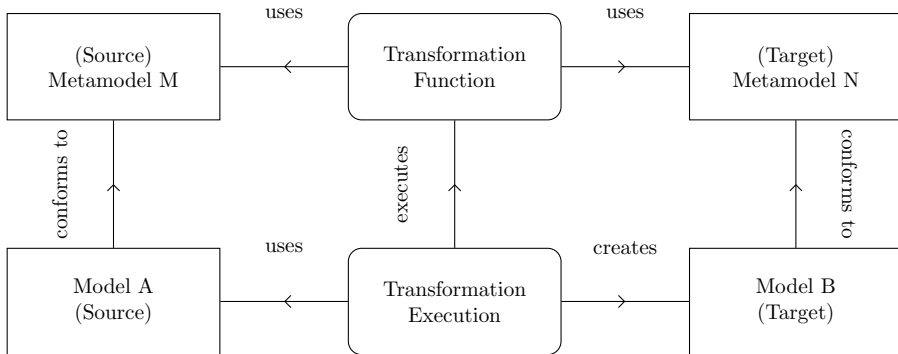 uses
uses
(Source)
Metamodel M
Transformation
Function
(Target)
Metamodel N
conforms to
executes
conforms to
uses
creates
Model A
(Source)
Transformation
Execution
Model B
(Target)